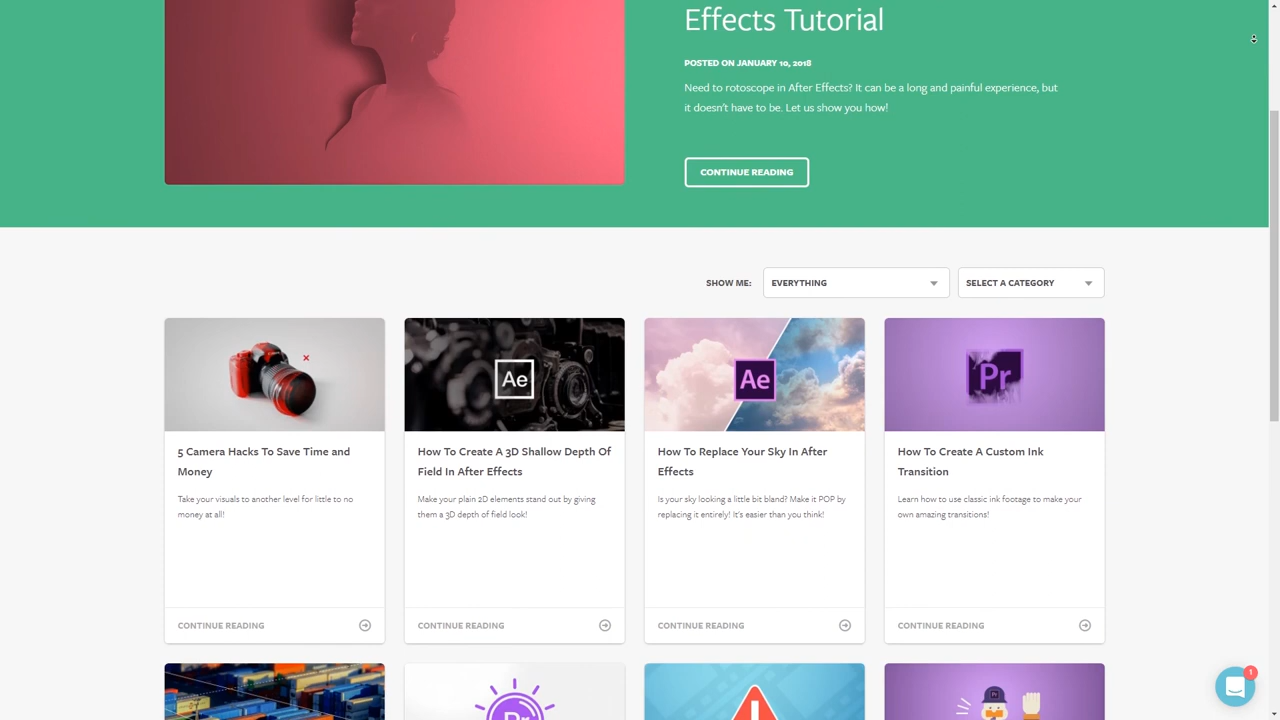 Effects Tutorial
POSTED ON JANUARY 10, 2018
Need to rotoscope in After Effects? It can be a long and painful experience, but
it doesn't have to be. Let us show you how!
CONTINUE READING
SHOW ME:
EVERYTHING
SELECT A CATEGORY
Ae
Ae
Pr
5 Camera Hacks To Save Time and
Money
Take your visuals to another level for little to no
money at all!
CONTINUE READING
How To Create A 3D Shallow Depth Of
Field In After Effects
Make your plain 2D elements stand out by giving
them a 3D depth of field look!
CONTINUE READING
How To Replace Your Sky In After
Effects
Is your sky looking a little bit bland? Make it POP by
replacing it entirely! It's easier than you think!
CONTINUE READING
How To Create A Custom Ink
Transition
Learn how to use classic ink footage to make your
own amazing transitions!
CONTINUE READING
Pr
Pr
1